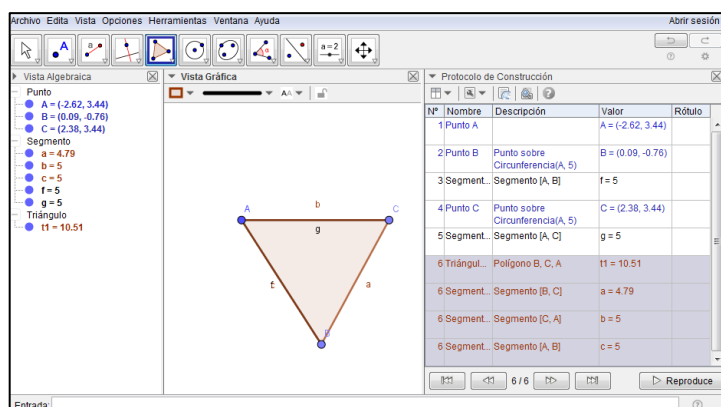 Archivo Edita Vista Opciones Herramientas Ventana Ayuda Abrir sesión
A
a=2
Vista Algebraica
Punto
A = (-2.62, 3.44)
B = (0.09, -0.76)
C = (2.38, 3.44)
Segmento
a = 4.79
b = 5
c = 5
f = 5
g = 5
Triángulo
t1 = 10.51
Vista Gráfica
AA
A
b
C
g
f
a
B
Protocolo de Construcción
Nº Nombre Descripción Valor Rótulo
1 Punto A A = (-2.62, 3.44)
2 Punto B Punto sobre B = (0.09, -0.76)
Circunferencia(A, 5)
3 Segment... Segmento [A, B] f = 5
4 Punto C Punto sobre C = (2.38, 3.44)
Circunferencia(A, 5)
5 Segment... Segmento [A, C] g = 5
6 Triángul... Polígono B, C, A t1 = 10.51
6 Segment... Segmento [B, C] a = 4.79
6 Segment... Segmento [C, A] b = 5
6 Segment... Segmento [A, B] c = 5
6 / 6 Reproduce
Entrada: